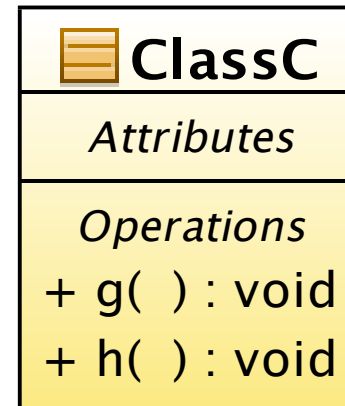 ClassC
Attributes
Operations
+ g( ) : void
+ h( ) : void